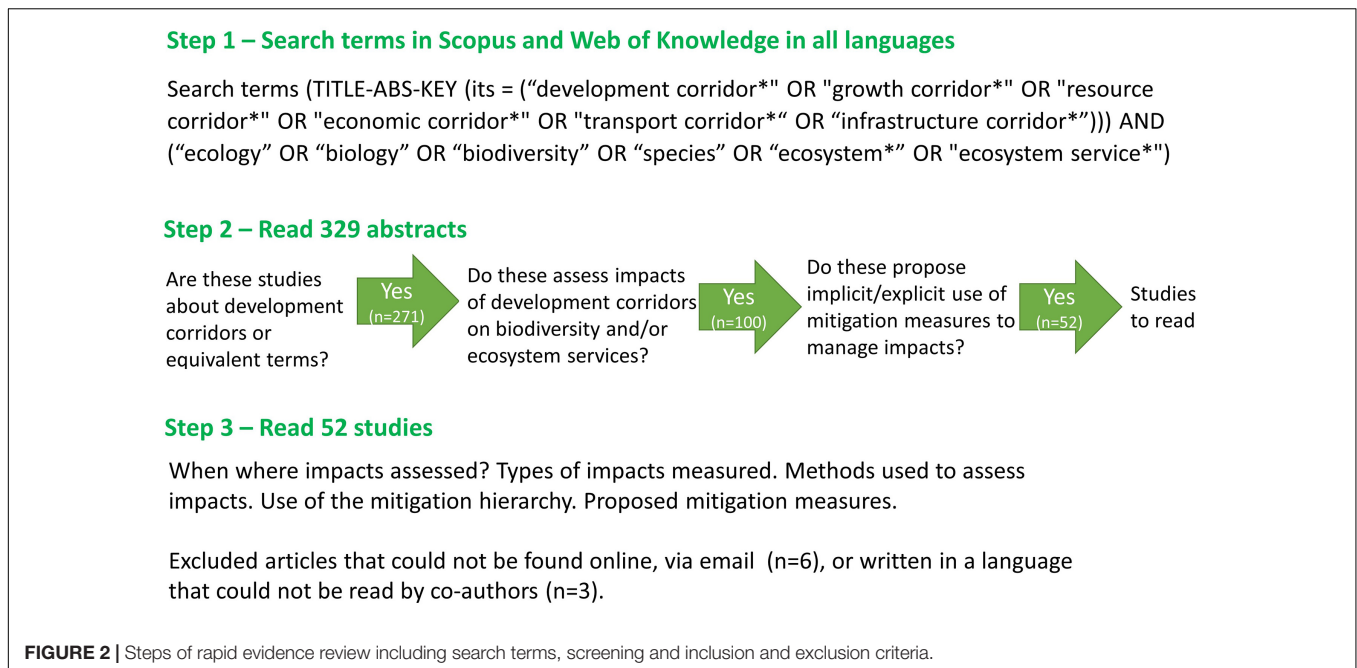 Step 1 – Search terms in Scopus and Web of Knowledge in all languages
Search terms (TITLE-ABS-KEY (its = (“development corridor*" OR "growth corridor*" OR "resource
corridor*" OR "economic corridor*" OR "transport corridor*“ OR “infrastructure corridor*”))) AND
(“ecology” OR “biology” OR “biodiversity” OR “species” OR “ecosystem*” OR "ecosystem service*")
Step 2 – Read 329 abstracts
Are these studies
about development
corridors or
equivalent terms?
Yes
(n=271)
Do these assess impacts
of development corridors
on biodiversity and/or
ecosystem services?
Yes
(n=100)
Do these propose
implicit/explicit use of
mitigation measures to
manage impacts?
Yes
(n=52)
Studies
to read
Step 3 – Read 52 studies
When where impacts assessed? Types of impacts measured. Methods used to assess
impacts. Use of the mitigation hierarchy. Proposed mitigation measures.
Excluded articles that could not be found online, via email (n=6), or written in a language
that could not be read by co-authors (n=3).
FIGURE 2 | Steps of rapid evidence review including search terms, screening and inclusion and exclusion criteria.